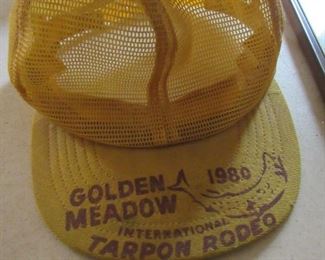 GOLDEN 1980
MEADOW
INTERNATIONAL
TARPON RODEO